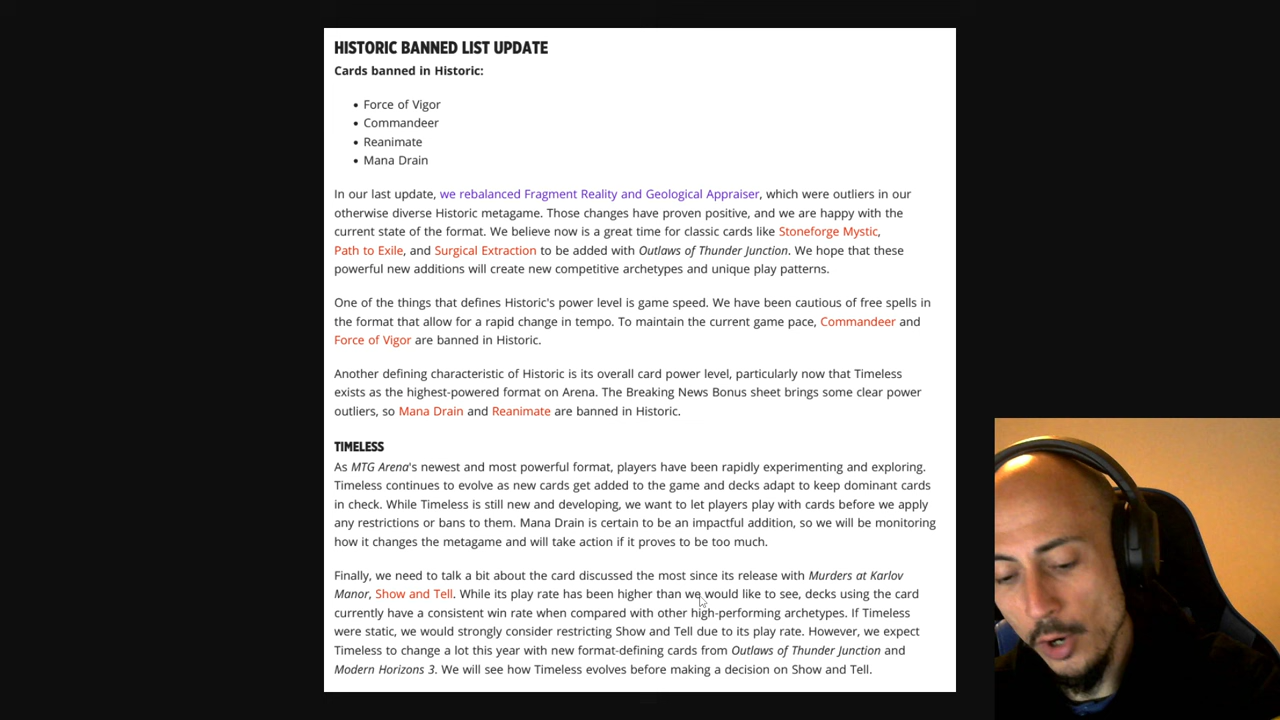 HISTORIC BANNED LIST UPDATE
Cards banned in Historic:
• Force of Vigor
• Commandeer
• Reanimate
• Mana Drain
In our last update, we rebalanced Fragment Reality and Geological Appraiser, which were outliers in our
otherwise diverse Historic metagame. Those changes have proven positive, and we are happy with the
current state of the format. We believe now is a great time for classic cards like Stoneforge Mystic,
Path to Exile, and Surgical Extraction to be added with Outlaws of Thunder Junction. We hope that these
powerful new additions will create new competitive archetypes and unique play patterns.
One of the things that defines Historic's power level is game speed. We have been cautious of free spells in
the format that allow for a rapid change in tempo. To maintain the current game pace, Commandeer and
Force of Vigor are banned in Historic.
Another defining characteristic of Historic is its overall card power level, particularly now that Timeless
exists as the highest-powered format on Arena. The Breaking News Bonus sheet brings some clear power
outliers, so Mana Drain and Reanimate are banned in Historic.
TIMELESS
As MTG Arena's newest and most powerful format, players have been rapidly experimenting and exploring.
Timeless continues to evolve as new cards get added to the game and decks adapt to keep dominant cards
in check. While Timeless is still new and developing, we want to let players play with cards before we apply
any restrictions or bans to them. Mana Drain is certain to be an impactful addition, so we will be monitoring
how it changes the metagame and will take action if it proves to be too much.
Finally, we need to talk a bit about the card discussed the most since its release with Murders at Karlov
Manor, Show and Tell. While its play rate has been higher than we would like to see, decks using the card
currently have a consistent win rate when compared with other high-performing archetypes. If Timeless
were static, we would strongly consider restricting Show and Tell due to its play rate. However, we expect
Timeless to change a lot this year with new format-defining cards from Outlaws of Thunder Junction and
Modern Horizons 3. We will see how Timeless evolves before making a decision on Show and Tell.